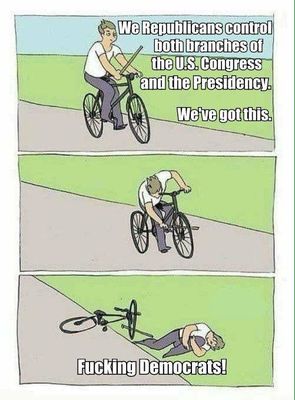 We Republicans control
both branches of
the U.S. Congress
and the Presidency.
We've got this.
Fucking Democrats!